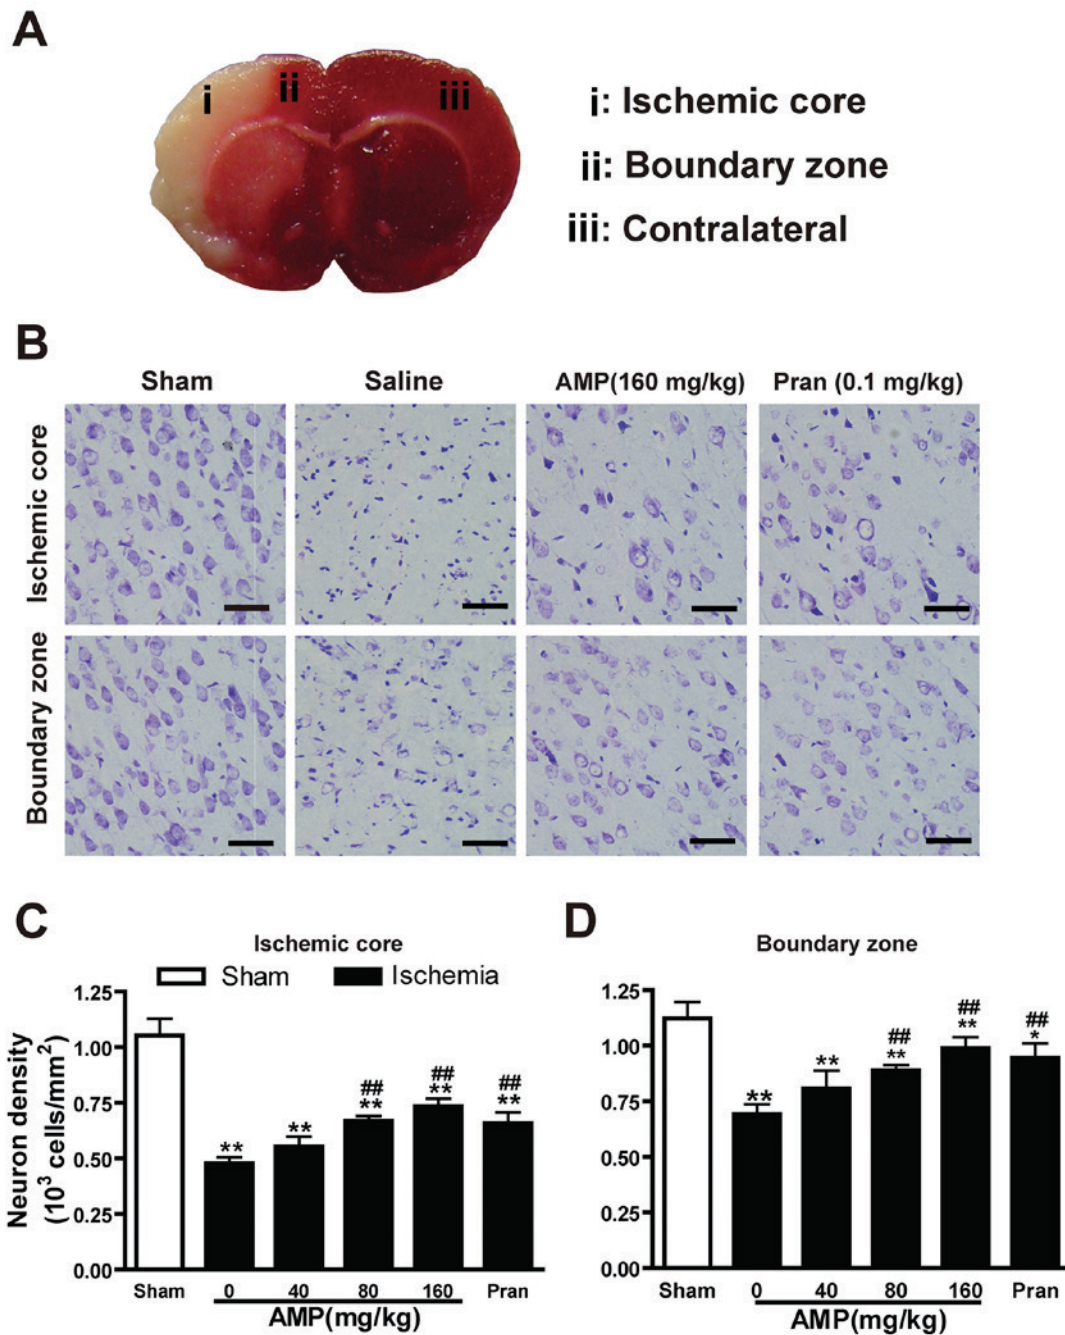 A
i
ii
iii
i: Ischemic core
ii: Boundary zone
iii: Contralateral
B
Sham
Saline
AMP(160 mg/kg)
Pran (0.1 mg/kg)
Ischemic core
Boundary zone
C
Ischemic core
Sham
Ischemia
Neuron density
(10³ cells/mm²)
1.25
1.00
0.75
0.50
0.25
0.00
**
**
##
**
##
**
##
**
Sham
0
40
80
160
Pran
AMP(mg/kg)
D
Boundary zone
1.25
1.00
0.75
0.50
0.25
0.00
**
**
##
**
##
**
##
*
Sham
0
40
80
160
Pran
AMP(mg/kg)